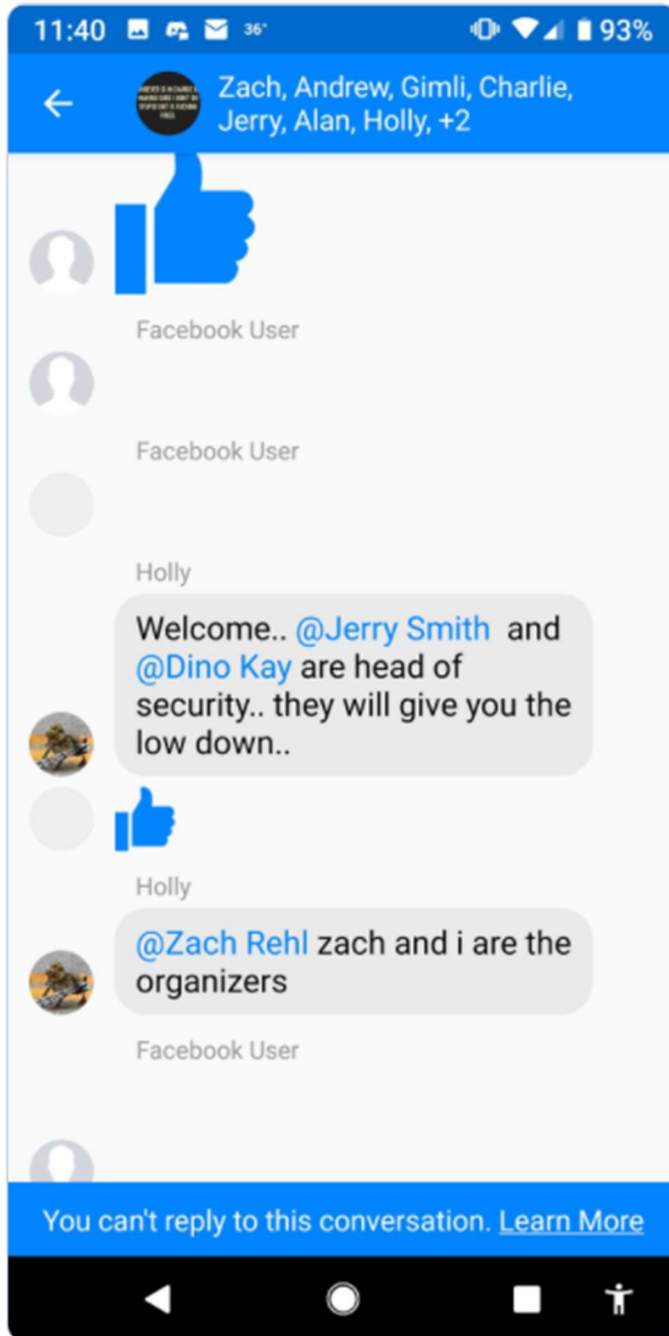 11:40 36° 93%
Zach, Andrew, Gimli, Charlie,
Jerry, Alan, Holly, +2
Facebook User
Facebook User
Holly
Welcome.. @Jerry Smith and
@Dino Kay are head of
security.. they will give you the
low down..
Holly
@Zach Rehl zach and i are the
organizers
Facebook User
You can't reply to this conversation. Learn More